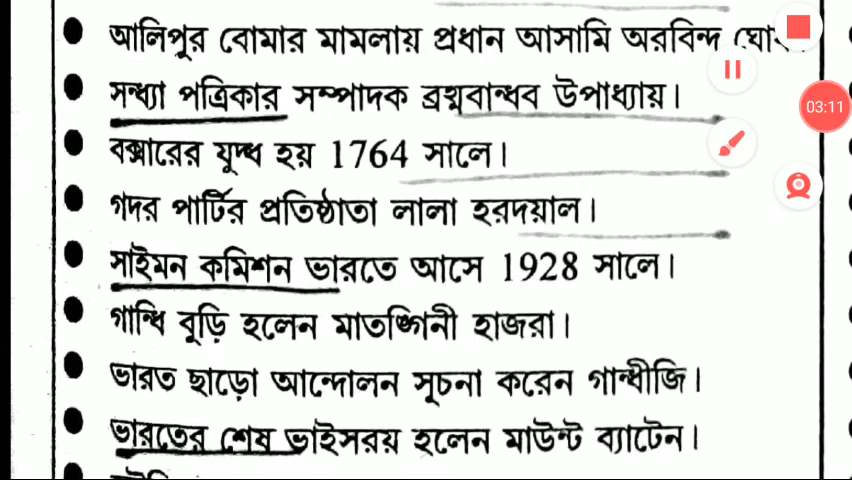 আলিপুর বোমার মামলায় প্রধান আসামি অরবিন্দ
সন্ধ্যা পত্রিকার সম্পাদক ব্রহ্মবান্ধব উপাধ্যায়।
03:11
বক্সারের যুদ্ধ হয় 1764 সালে।
গদর পার্টির প্রতিষ্ঠাতা লালা হরদয়াল।
সাইমন কমিশন ভারতে আসে 1928 সালে।
গান্ধি বুড়ি হলেন মাতঙ্গিনী হাজরা।
ভারত ছাড়ো আন্দোলন সূচনা করেন গান্ধীজি।
ভারতের শেষ ভাইসরয় হলেন মাউন্ট ব্যাটেন।